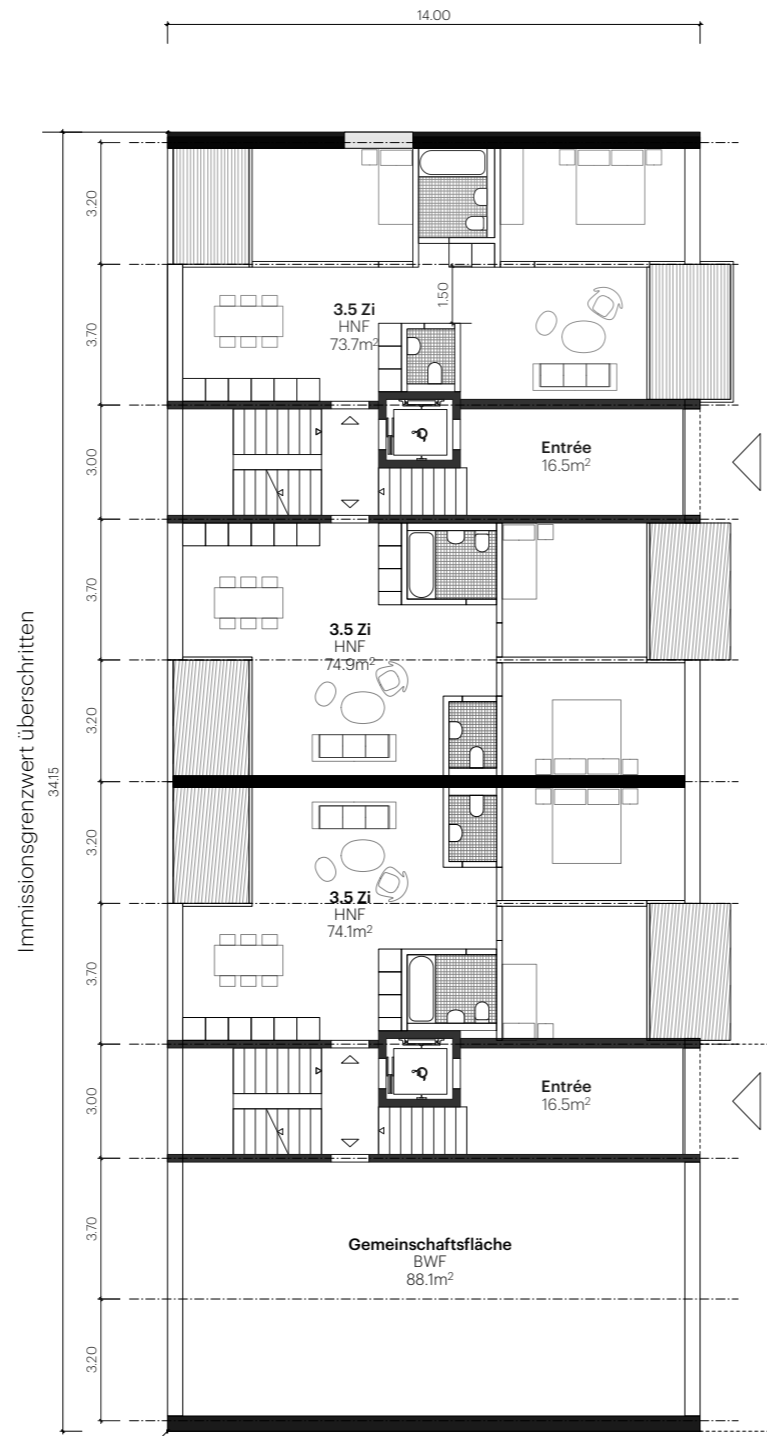 14.00
3.20
3.5 Zi
HNF
73.7m²
1.50
3.70
3.00
Entrée
16.5m²
3.70
3.5 Zi
HNF
74.9m²
3.20
Immissionsgrenzwert überschritten
34.15
3.20
3.5 Zi
HNF
74.1m²
3.70
3.00
Entrée
16.5m²
3.70
Gemeinschaftsfläche
BWF
88.1m²
3.20